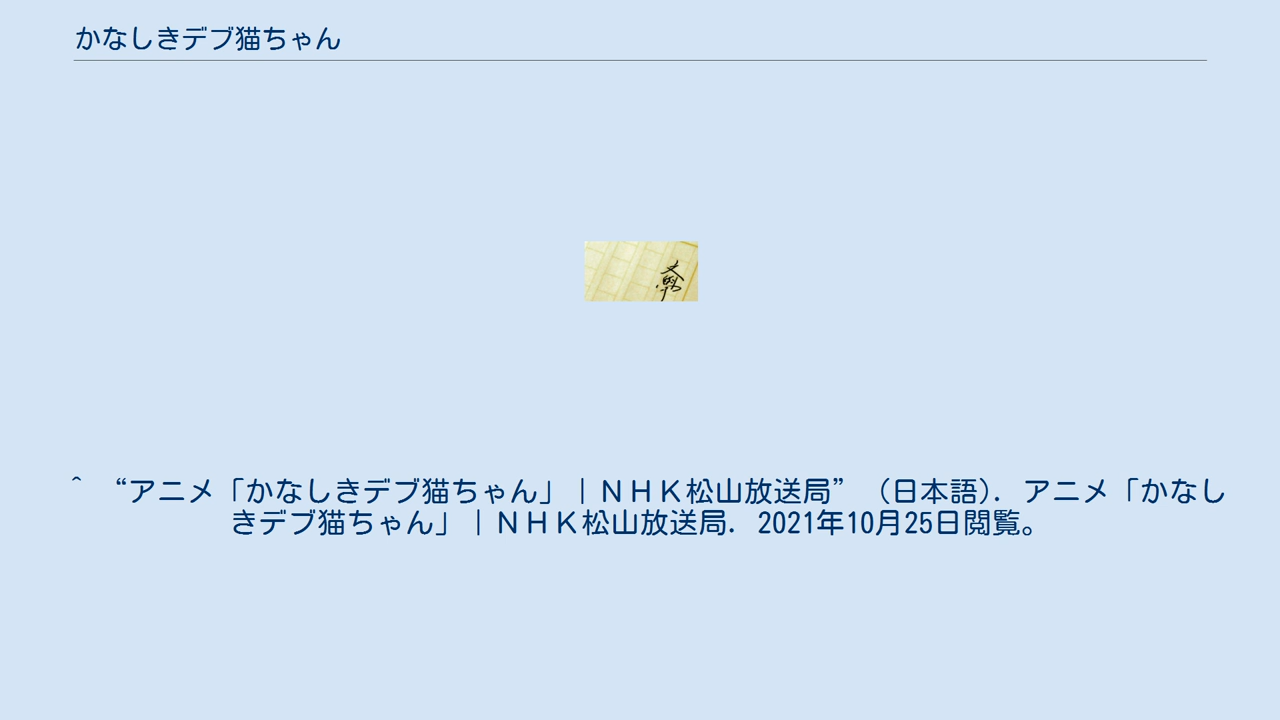 かなしきデブ猫ちゃん
^ “アニメ「かなしきデブ猫ちゃん」｜ＮＨＫ松山放送局” (日本語). アニメ「かなし
きデブ猫ちゃん」｜ＮＨＫ松山放送局. 2021年10月25日閲覧。